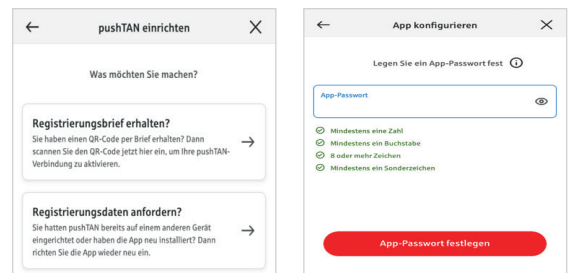 pushTAN einrichten
Was möchten Sie machen?
Registrierungsbrief erhalten?
Sie haben einen QR-Code per Brief erhalten? Dann
scannen Sie den QR-Code jetzt hier ein, um Ihre pushTAN-
Verbindung zu aktivieren.
Registrierungsdaten anfordern?
Sie hatten pushTAN bereits auf einem anderen Gerät
eingerichtet oder haben die App neu installiert? Dann
richten Sie die App wieder neu ein.
App konfigurieren
Legen Sie ein App-Passwort fest
App-Passwort
Mindestens eine Zahl
Mindestens ein Buchstabe
8 oder mehr Zeichen
Mindestens ein Sonderzeichen
App-Passwort festlegen